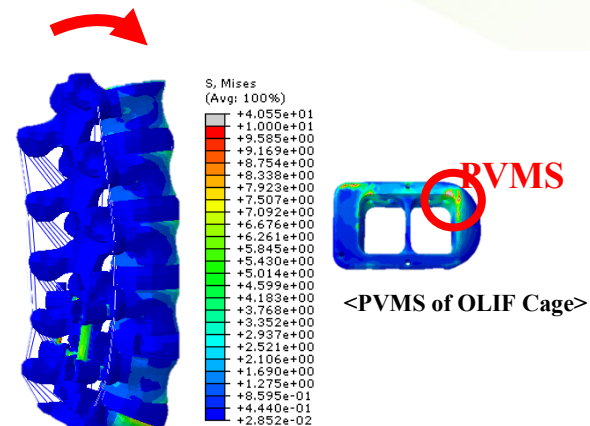 S, Mises
(Avg: 100%)
+4.055e+01
+1.000e+01
+9.585e+00
+9.169e+00
+8.754e+00
+8.338e+00
+7.923e+00
+7.507e+00
+7.092e+00
+6.676e+00
+6.261e+00
+5.845e+00
+5.430e+00
+5.014e+00
+4.599e+00
+4.183e+00
+3.768e+00
+3.352e+00
+2.937e+00
+2.521e+00
+2.106e+00
+1.690e+00
+1.275e+00
+8.595e-01
+4.440e-01
+2.852e-02
PVMS
<PVMS of OLIF Cage>